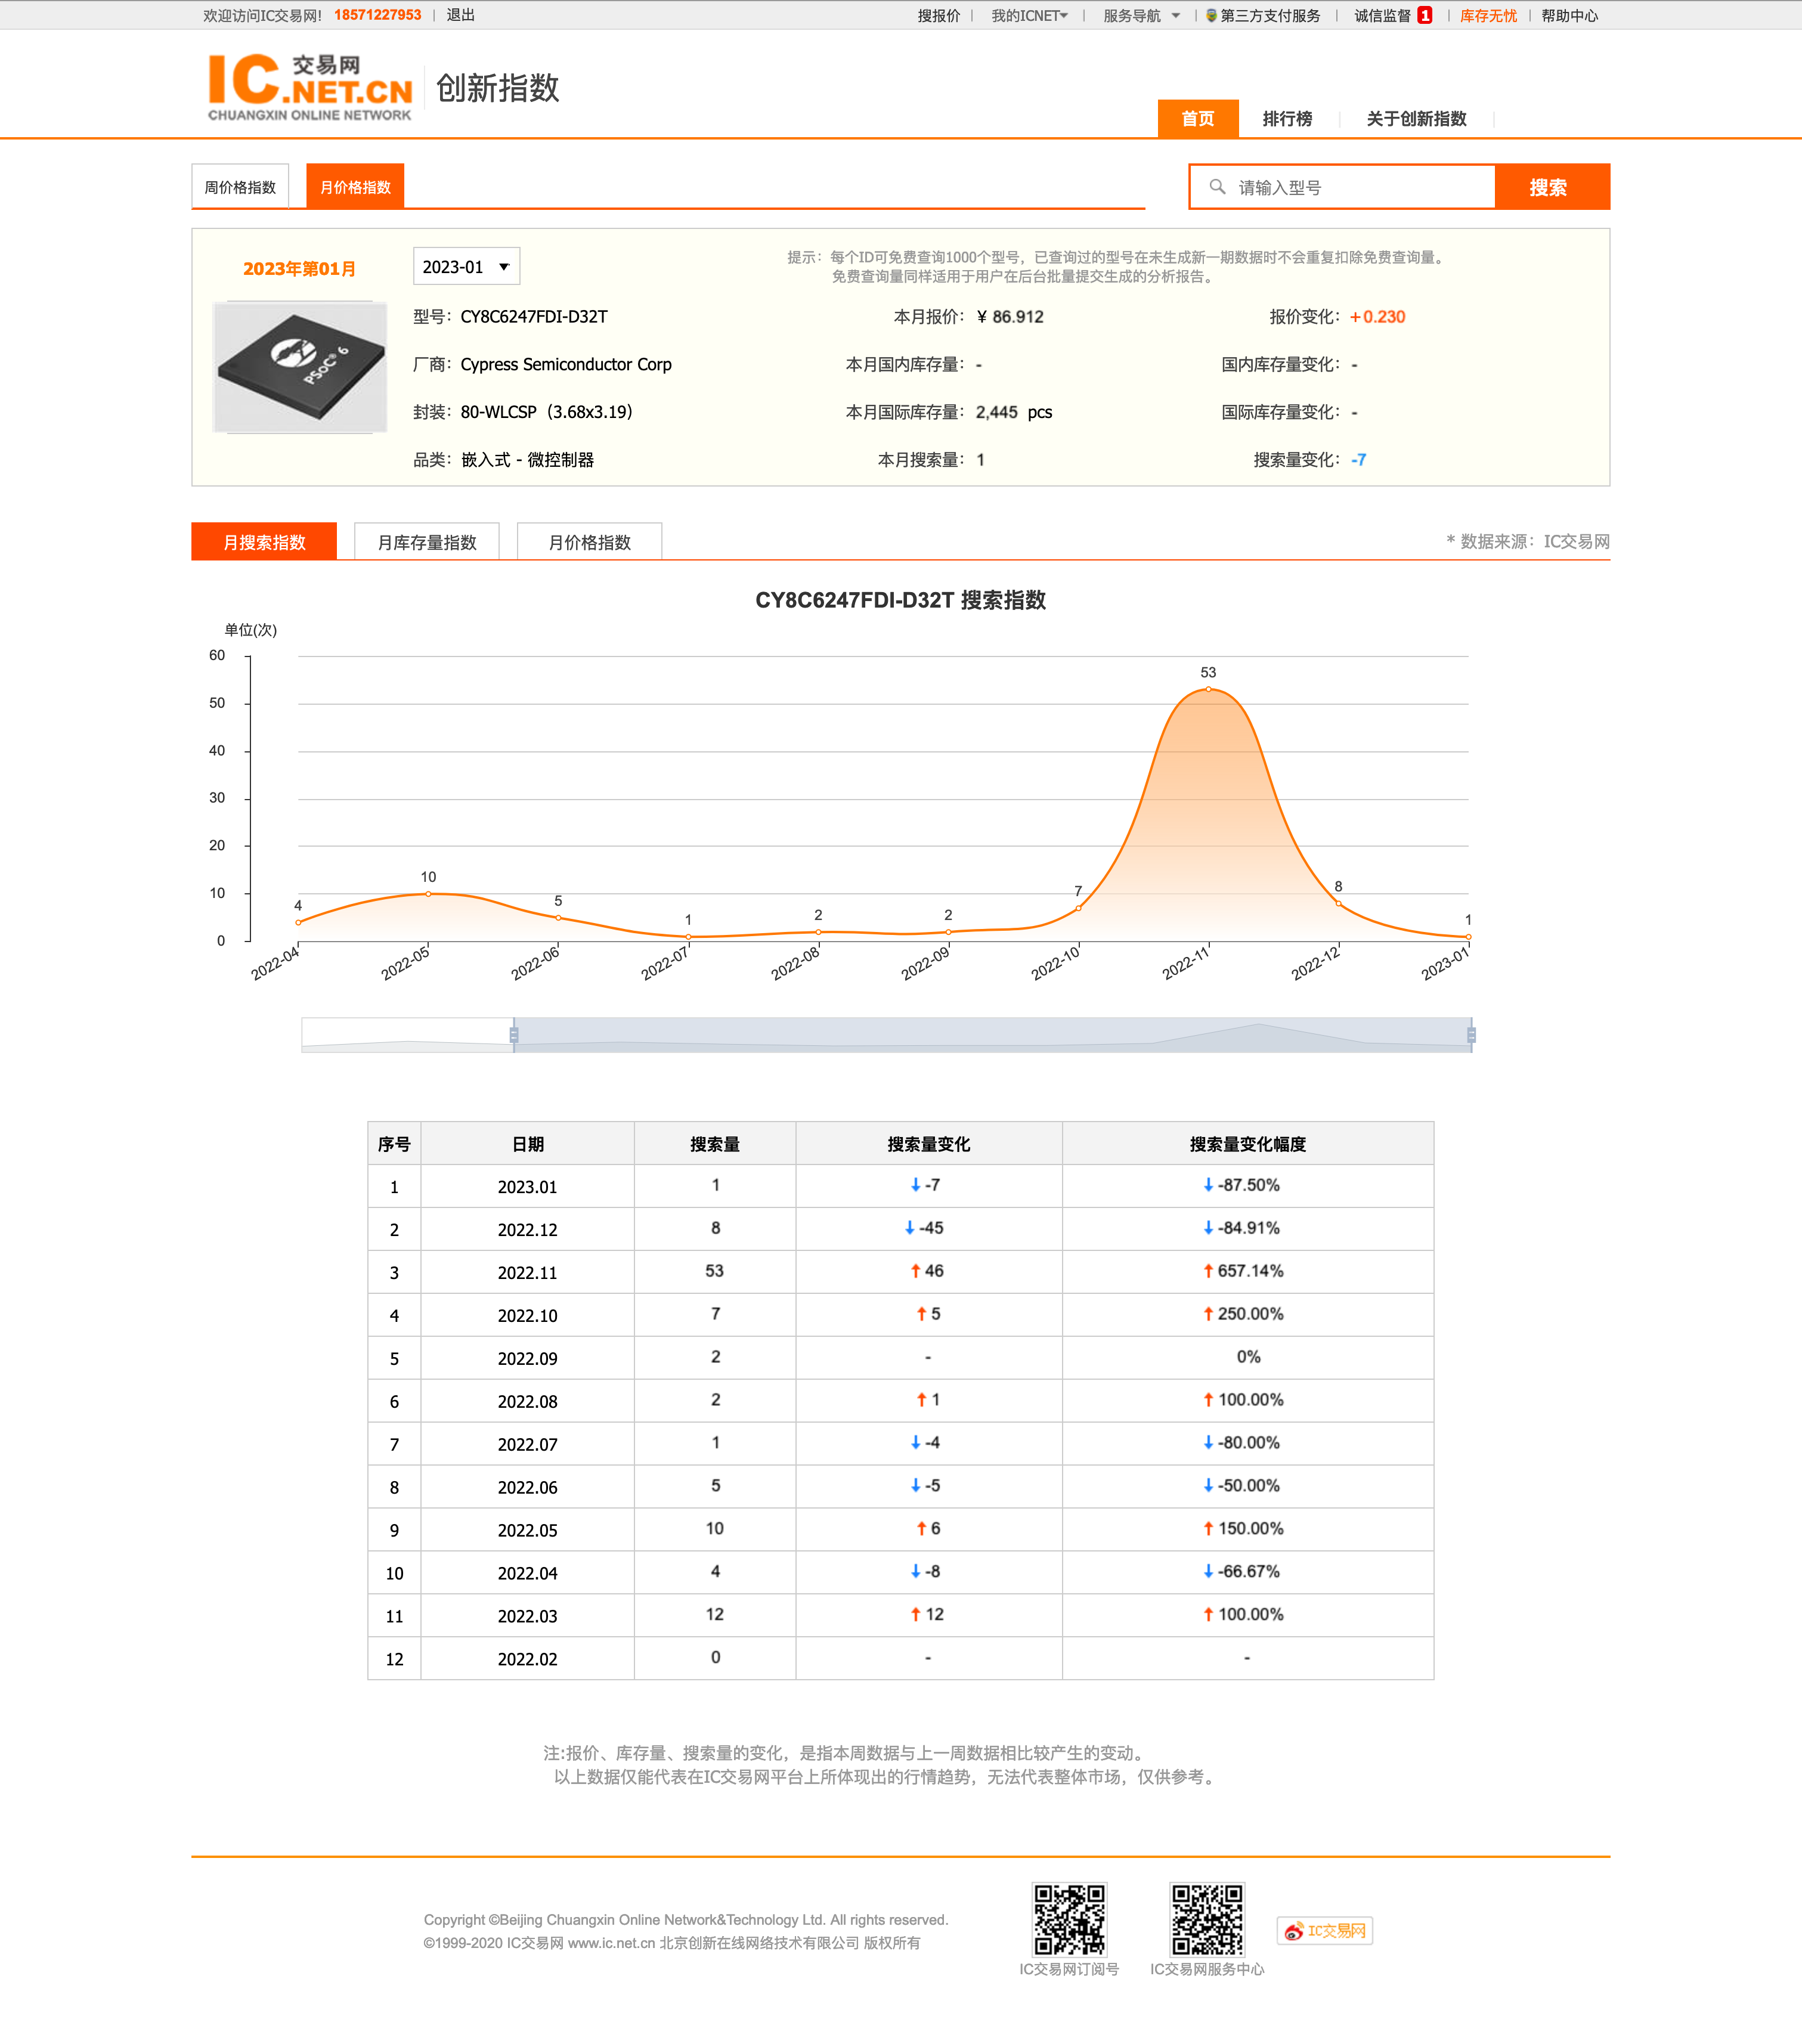 欢迎访问IC交易网! 18571227953 | 退出 搜报价 | 我的ICNET | 服务导航 | 第三方支付服务 | 诚信监督 1 | 库存无忧 | 帮助中心
IC交易网.NET.CN
CHUANGXIN ONLINE NETWORK
创新指数
首页 排行榜 关于创新指数
周价格指数 月价格指数 请输入型号 搜索
2023年第01月 2023-01
提示：每个ID可免费查询1000个型号，已查询过的型号在未生成新一期数据时不会重复扣除免费查询量。
免费查询量同样适用于用户在后台批量提交生成的分析报告。
PSoC® 6
型号：CY8C6247FDI-D32T 本月报价：¥ 86.912 报价变化：+0.230
厂商：Cypress Semiconductor Corp 本月国内库存量：- 国内库存量变化：-
封装：80-WLCSP（3.68x3.19） 本月国际库存量：2,445 pcs 国际库存量变化：-
品类：嵌入式 - 微控制器 本月搜索量：1 搜索量变化：-7
月搜索指数 月库存量指数 月价格指数 * 数据来源：IC交易网
CY8C6247FDI-D32T 搜索指数
单位(次)
60
53
50
40
30
20
10
0
4 10 5 1 2 2 7 8 1
2022-04 2022-05 2022-06 2022-07 2022-08 2022-09 2022-10 2022-11 2022-12 2023-01
序号 日期 搜索量 搜索量变化 搜索量变化幅度
1 2023.01 1 ↓ -7 ↓ -87.50%
2 2022.12 8 ↓ -45 ↓ -84.91%
3 2022.11 53 ↑ 46 ↑ 657.14%
4 2022.10 7 ↑ 5 ↑ 250.00%
5 2022.09 2 - 0%
6 2022.08 2 ↑ 1 ↑ 100.00%
7 2022.07 1 ↓ -4 ↓ -80.00%
8 2022.06 5 ↓ -5 ↓ -50.00%
9 2022.05 10 ↑ 6 ↑ 150.00%
10 2022.04 4 ↓ -8 ↓ -66.67%
11 2022.03 12 ↑ 12 ↑ 100.00%
12 2022.02 0 - -
注:报价、库存量、搜索量的变化，是指本周数据与上一周数据相比较产生的变动。
以上数据仅能代表在IC交易网平台上所体现出的行情趋势，无法代表整体市场，仅供参考。
Copyright ©Beijing Chuangxin Online Network&Technology Ltd. All rights reserved.
©1999-2020 IC交易网 www.ic.net.cn 北京创新在线网络技术有限公司 版权所有
IC交易网订阅号 IC交易网服务中心 IC交易网